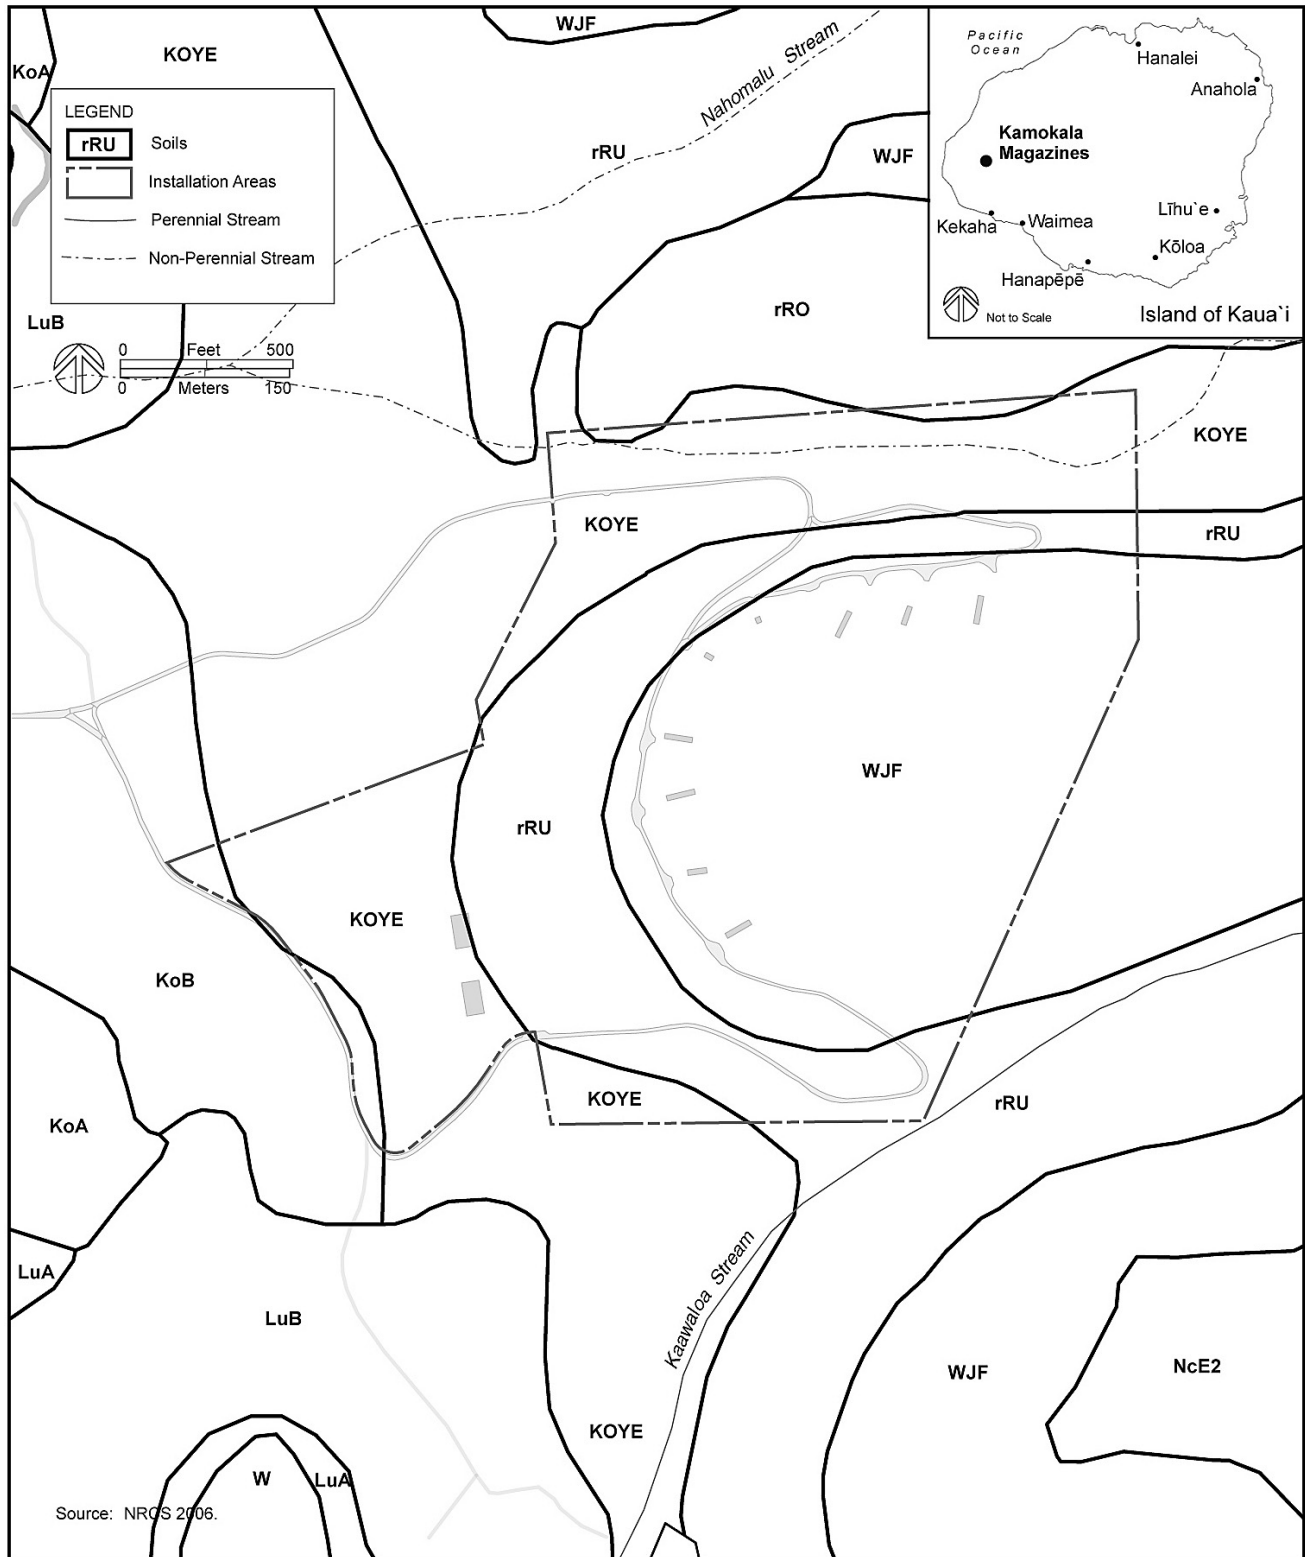 WJF
KOYE
KoA
Nahomalu Stream
rRU
WJF
LEGEND
rRU Soils
Installation Areas
Perennial Stream
Non-Perennial Stream
Pacific
Ocean
Hanalei
Anahola
Kamokala
Magazines
Līhu`e
Kekaha
Waimea
Kōloa
Hanapēpē
Not to Scale
Island of Kaua`i
LuB
rRO
0 Feet 500
0 Meters 150
KOYE
KOYE
rRU
WJF
rRU
KOYE
KoB
KOYE
rRU
KoA
LuA
LuB
Kaawaloa Stream
WJF
NcE2
KOYE
W
LuA
Source: NRCS 2006.